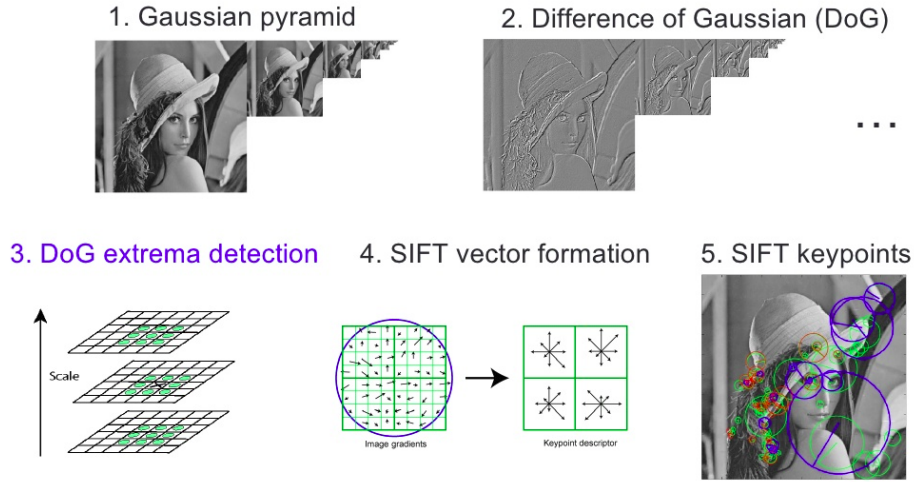 1. Gaussian pyramid
2. Difference of Gaussian (DoG)
...
3. DoG extrema detection
4. SIFT vector formation
5. SIFT keypoints
Scale
Image gradients
Keypoint descriptor